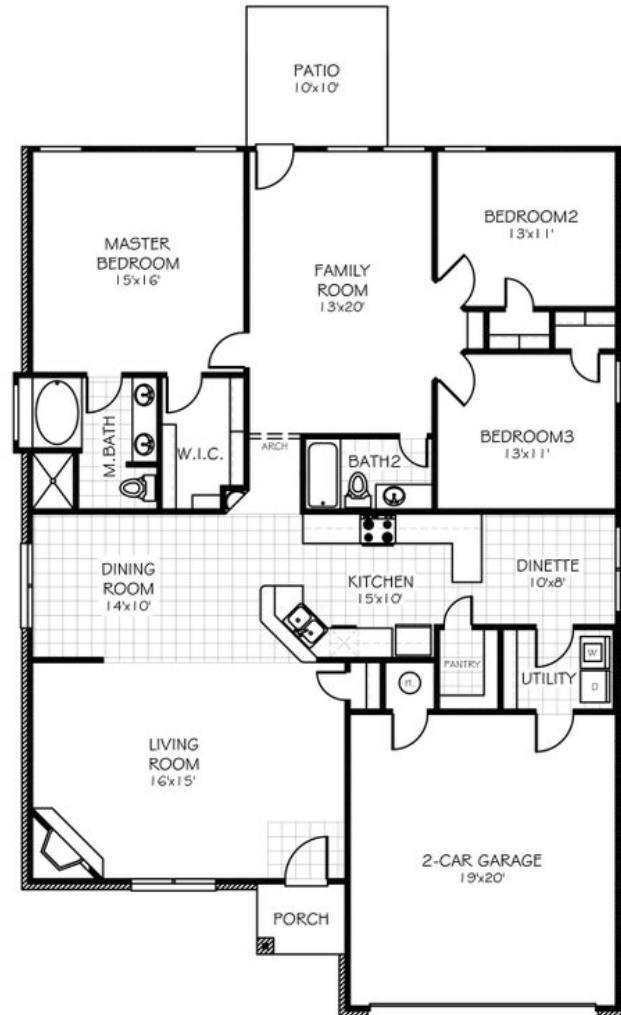 PATIO
10'x10'
MASTER
BEDROOM
15'x16'
FAMILY
ROOM
13'x20'
BEDROOM2
13'x11'
BEDROOM3
13'x11'
M.BATH
W.I.C.
ARCH
BATH2
DINING
ROOM
14'x10'
KITCHEN
15'x10'
DINETTE
10'x8'
PANTRY
UTILITY
W
D
LIVING
ROOM
16'x15'
2-CAR GARAGE
19'x20'
PORCH